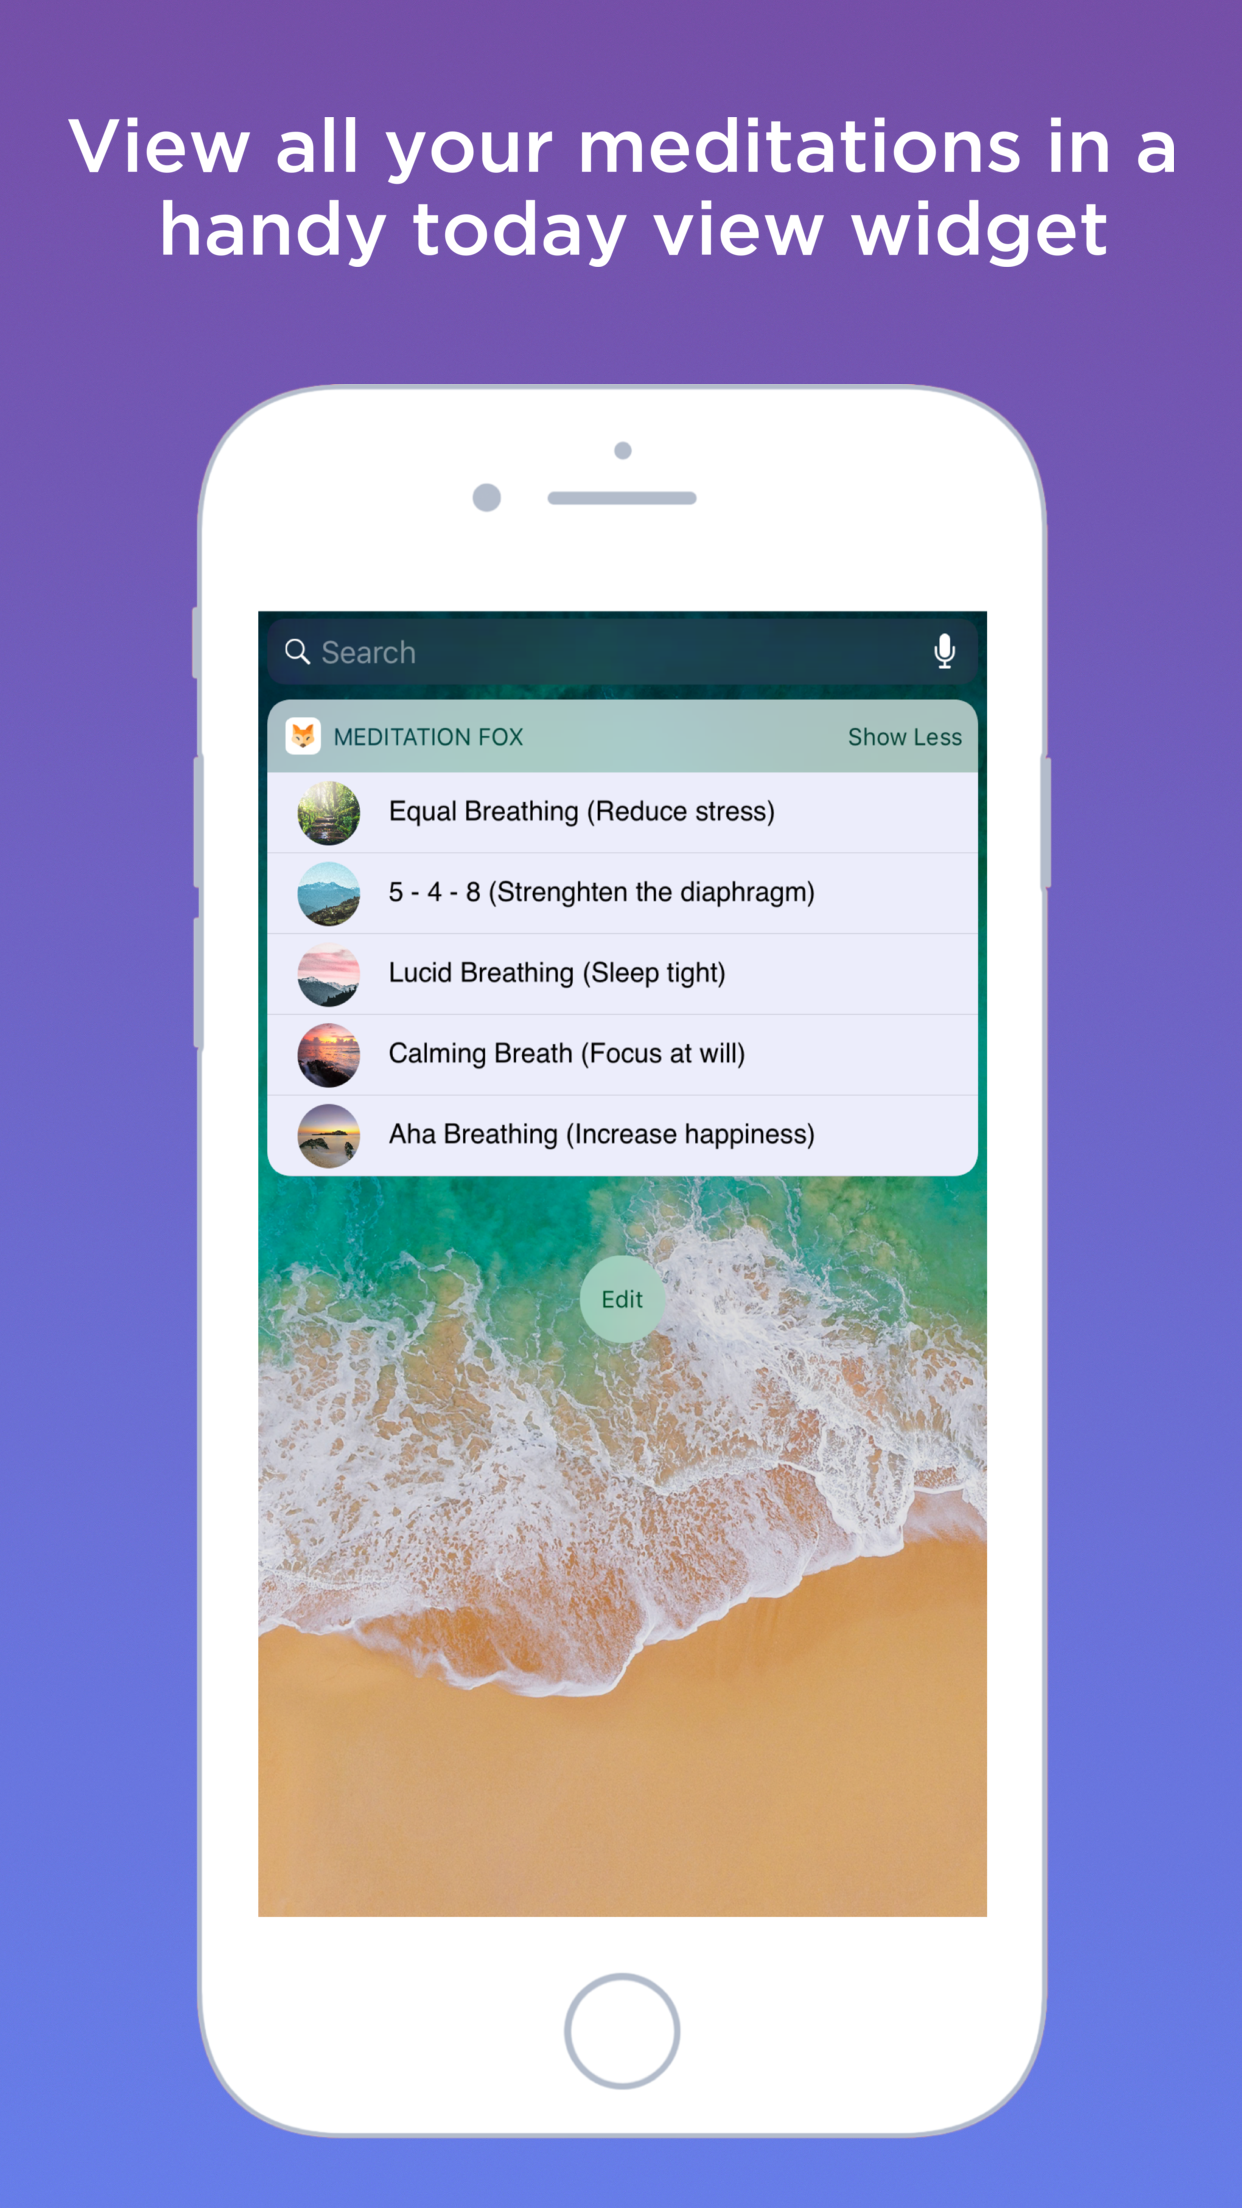 View all your meditations in a
handy today view widget
Search
MEDITATION FOX
Show Less
Equal Breathing (Reduce stress)
5 - 4 - 8 (Strenghten the diaphragm)
Lucid Breathing (Sleep tight)
Calming Breath (Focus at will)
Aha Breathing (Increase happiness)
Edit